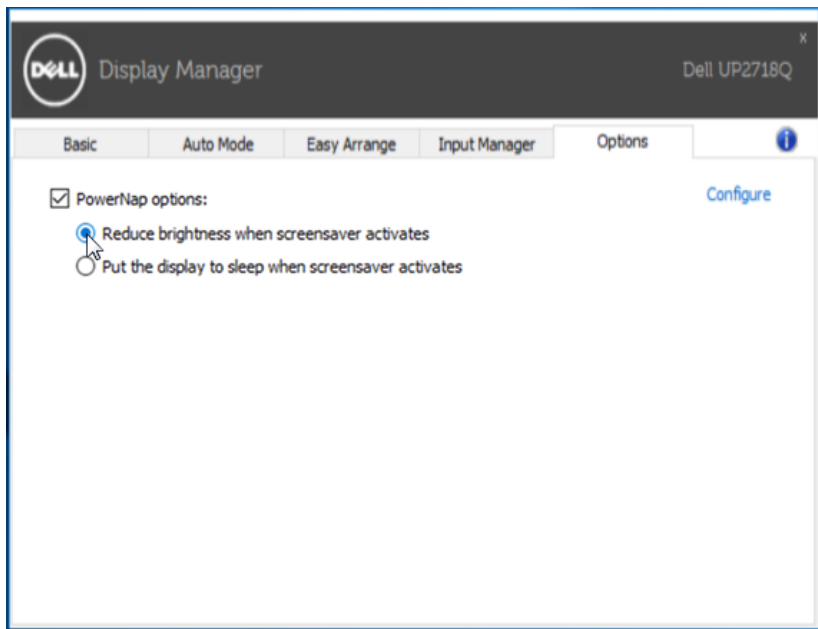 x
DELL Display Manager Dell UP2718Q
Basic Auto Mode Easy Arrange Input Manager Options i
PowerNap options: Configure
Reduce brightness when screensaver activates
Put the display to sleep when screensaver activates